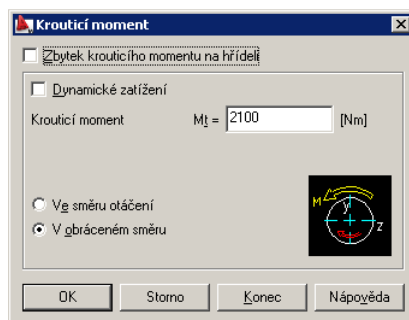 Krouticí moment
Zbytek krouticího momentu na hřídeli
Dynamické zatížení
Krouticí moment Mt = 2100 [Nm]
Ve směru otáčení
V obráceném směru
M y z
OK Storno Konec Nápověda